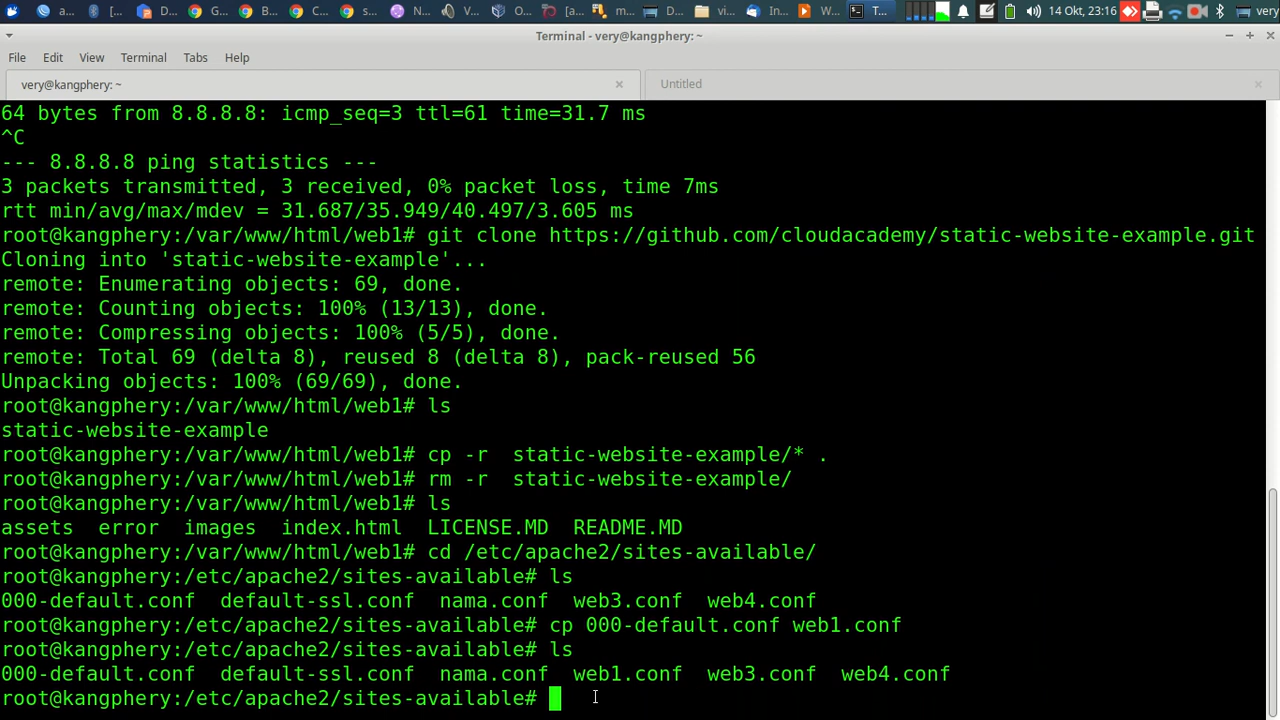 a...
[...
D...
G...
B...
C...
s...
N...
V...
O...
[a...
m...
D...
vi...
In...
W...
T...
14 Okt, 23:16
very
Terminal - very@kangphery: ~
File Edit View Terminal Tabs Help
very@kangphery: ~
Untitled
64 bytes from 8.8.8.8: icmp_seq=3 ttl=61 time=31.7 ms
^C
--- 8.8.8.8 ping statistics ---
3 packets transmitted, 3 received, 0% packet loss, time 7ms
rtt min/avg/max/mdev = 31.687/35.949/40.497/3.605 ms
root@kangphery:/var/www/html/web1# git clone https://github.com/cloudacademy/static-website-example.git
Cloning into 'static-website-example'...
remote: Enumerating objects: 69, done.
remote: Counting objects: 100% (13/13), done.
remote: Compressing objects: 100% (5/5), done.
remote: Total 69 (delta 8), reused 8 (delta 8), pack-reused 56
Unpacking objects: 100% (69/69), done.
root@kangphery:/var/www/html/web1# ls
static-website-example
root@kangphery:/var/www/html/web1# cp -r  static-website-example/* .
root@kangphery:/var/www/html/web1# rm -r  static-website-example/
root@kangphery:/var/www/html/web1# ls
assets  error  images  index.html  LICENSE.MD  README.MD
root@kangphery:/var/www/html/web1# cd /etc/apache2/sites-available/
root@kangphery:/etc/apache2/sites-available# ls
000-default.conf  default-ssl.conf  nama.conf  web3.conf  web4.conf
root@kangphery:/etc/apache2/sites-available# cp 000-default.conf web1.conf
root@kangphery:/etc/apache2/sites-available# ls
000-default.conf  default-ssl.conf  nama.conf  web1.conf  web3.conf  web4.conf
root@kangphery:/etc/apache2/sites-available#